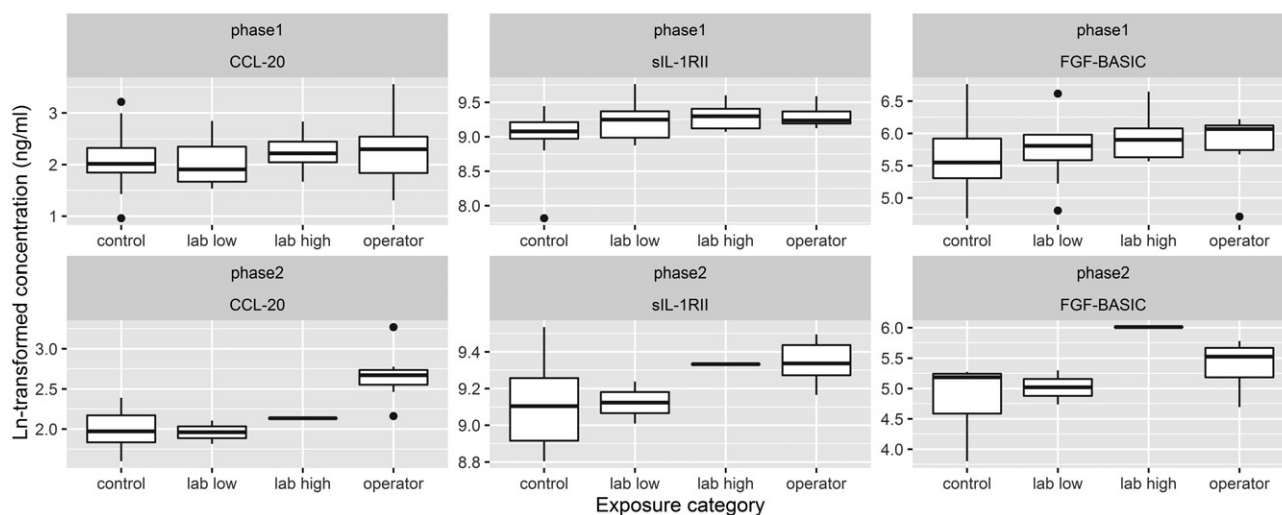 Ln-transformed concentration (ng/ml)
phase1
CCL-20
3
2
1
control lab low lab high operator
phase1
sIL-1RII
9.5
9.0
8.5
8.0
control lab low lab high operator
phase1
FGF-BASIC
6.5
6.0
5.5
5.0
control lab low lab high operator
phase2
CCL-20
3.0
2.5
2.0
control lab low lab high operator
phase2
sIL-1RII
9.4
9.2
9.0
8.8
control lab low lab high operator
phase2
FGF-BASIC
6.0
5.5
5.0
4.5
4.0
control lab low lab high operator
Exposure category